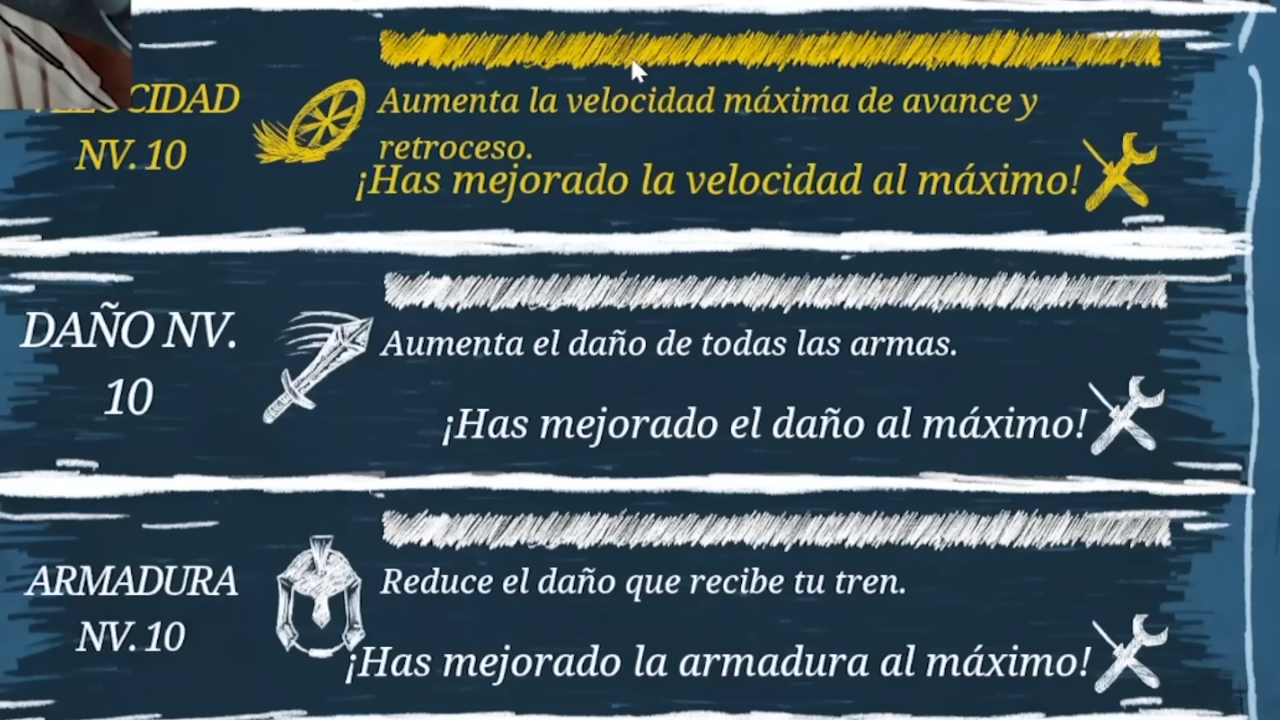 VELOCIDAD
NV. 10
Aumenta la velocidad máxima de avance y
retroceso.
¡Has mejorado la velocidad al máximo!
DAÑO NV.
10
Aumenta el daño de todas las armas.
¡Has mejorado el daño al máximo!
ARMADURA
NV. 10
Reduce el daño que recibe tu tren.
¡Has mejorado la armadura al máximo!